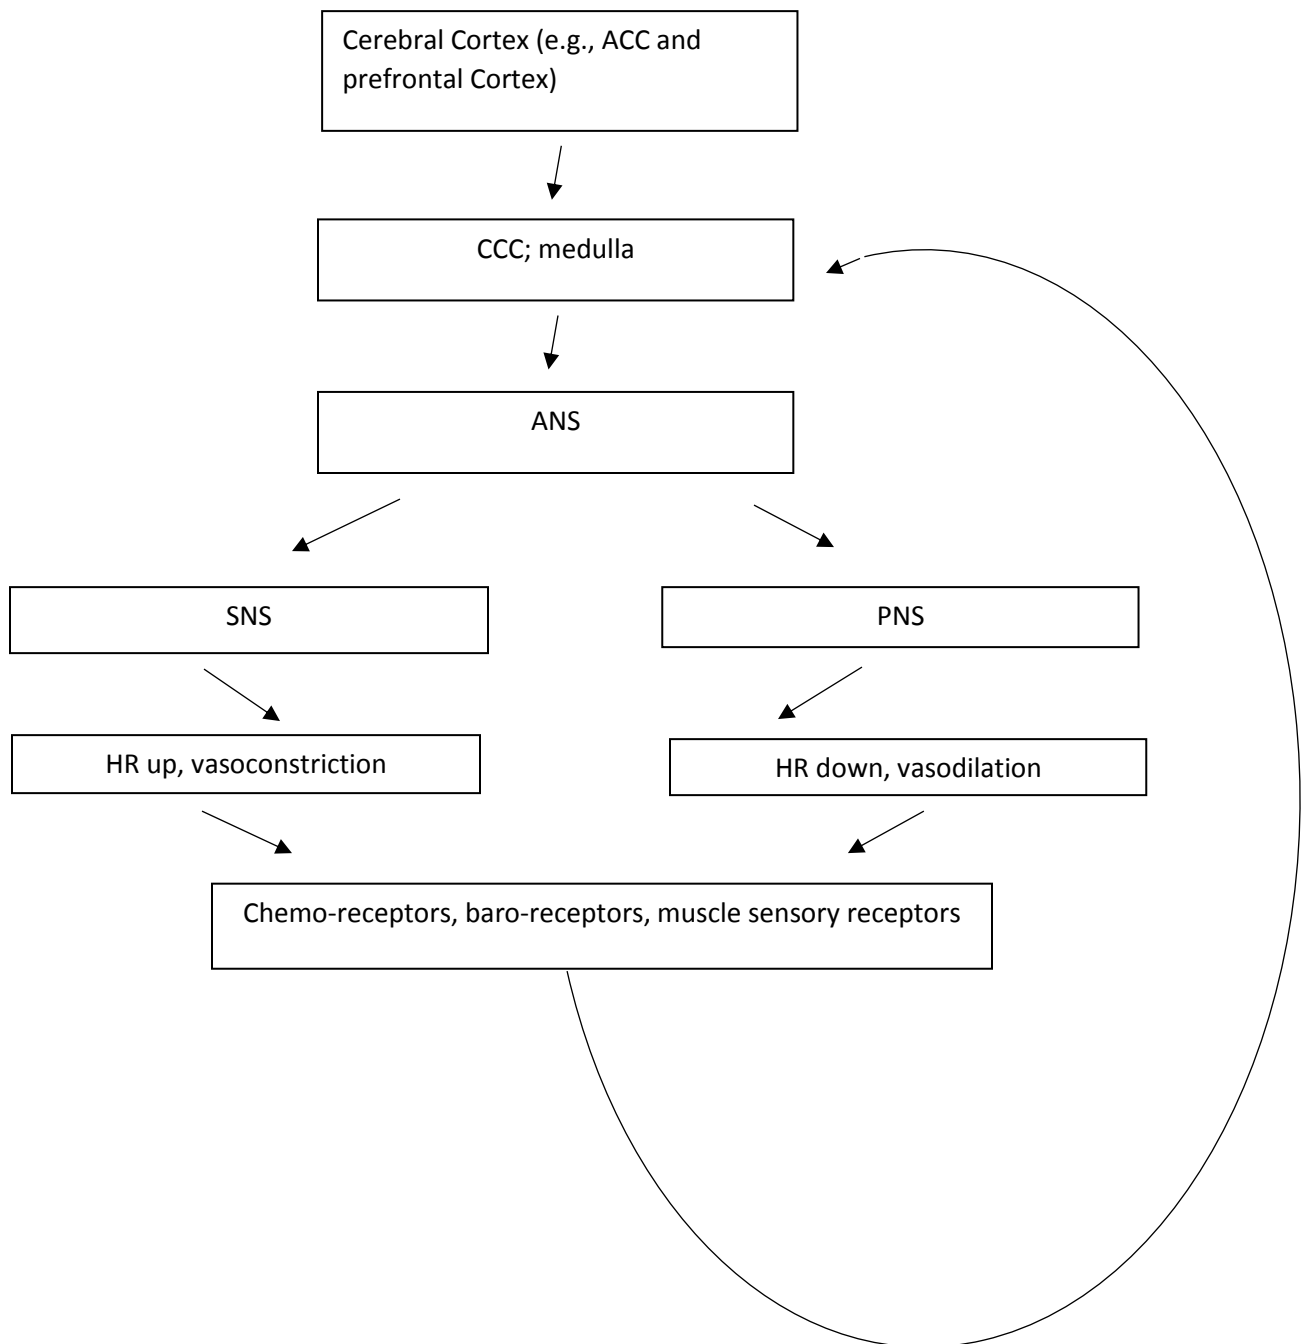 Cerebral Cortex (e.g., ACC and
prefrontal Cortex)
CCC; medulla
ANS
SNS
PNS
HR up, vasoconstriction
HR down, vasodilation
Chemo-receptors, baro-receptors, muscle sensory receptors